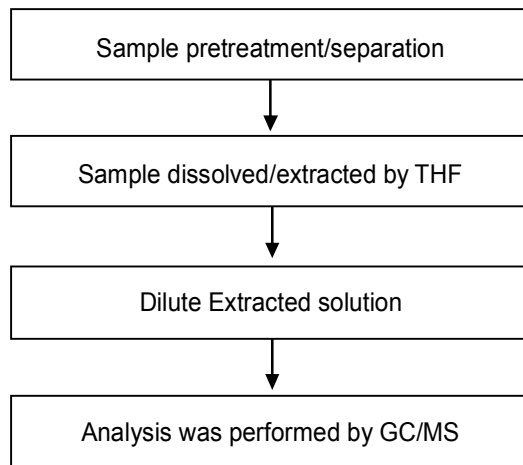 Sample pretreatment/separation
Sample dissolved/extracted by THF
Dilute Extracted solution
Analysis was performed by GC/MS